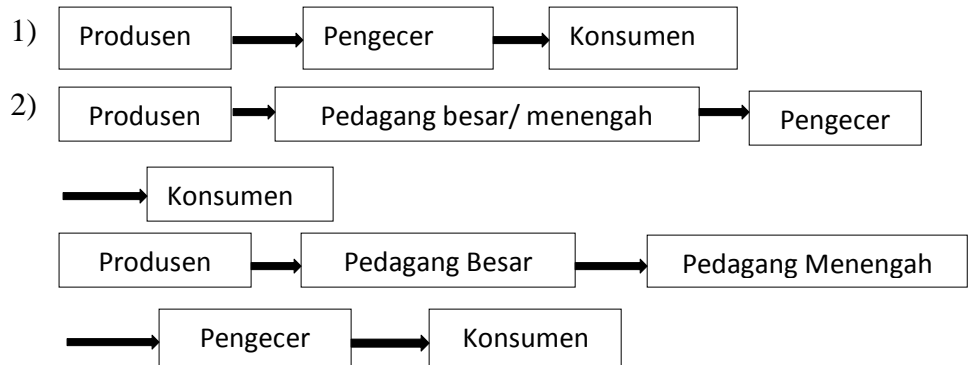 1) Produsen Pengecer Konsumen
2) Produsen Pedagang besar/ menengah Pengecer
Konsumen
Produsen Pedagang Besar Pedagang Menengah
Pengecer Konsumen